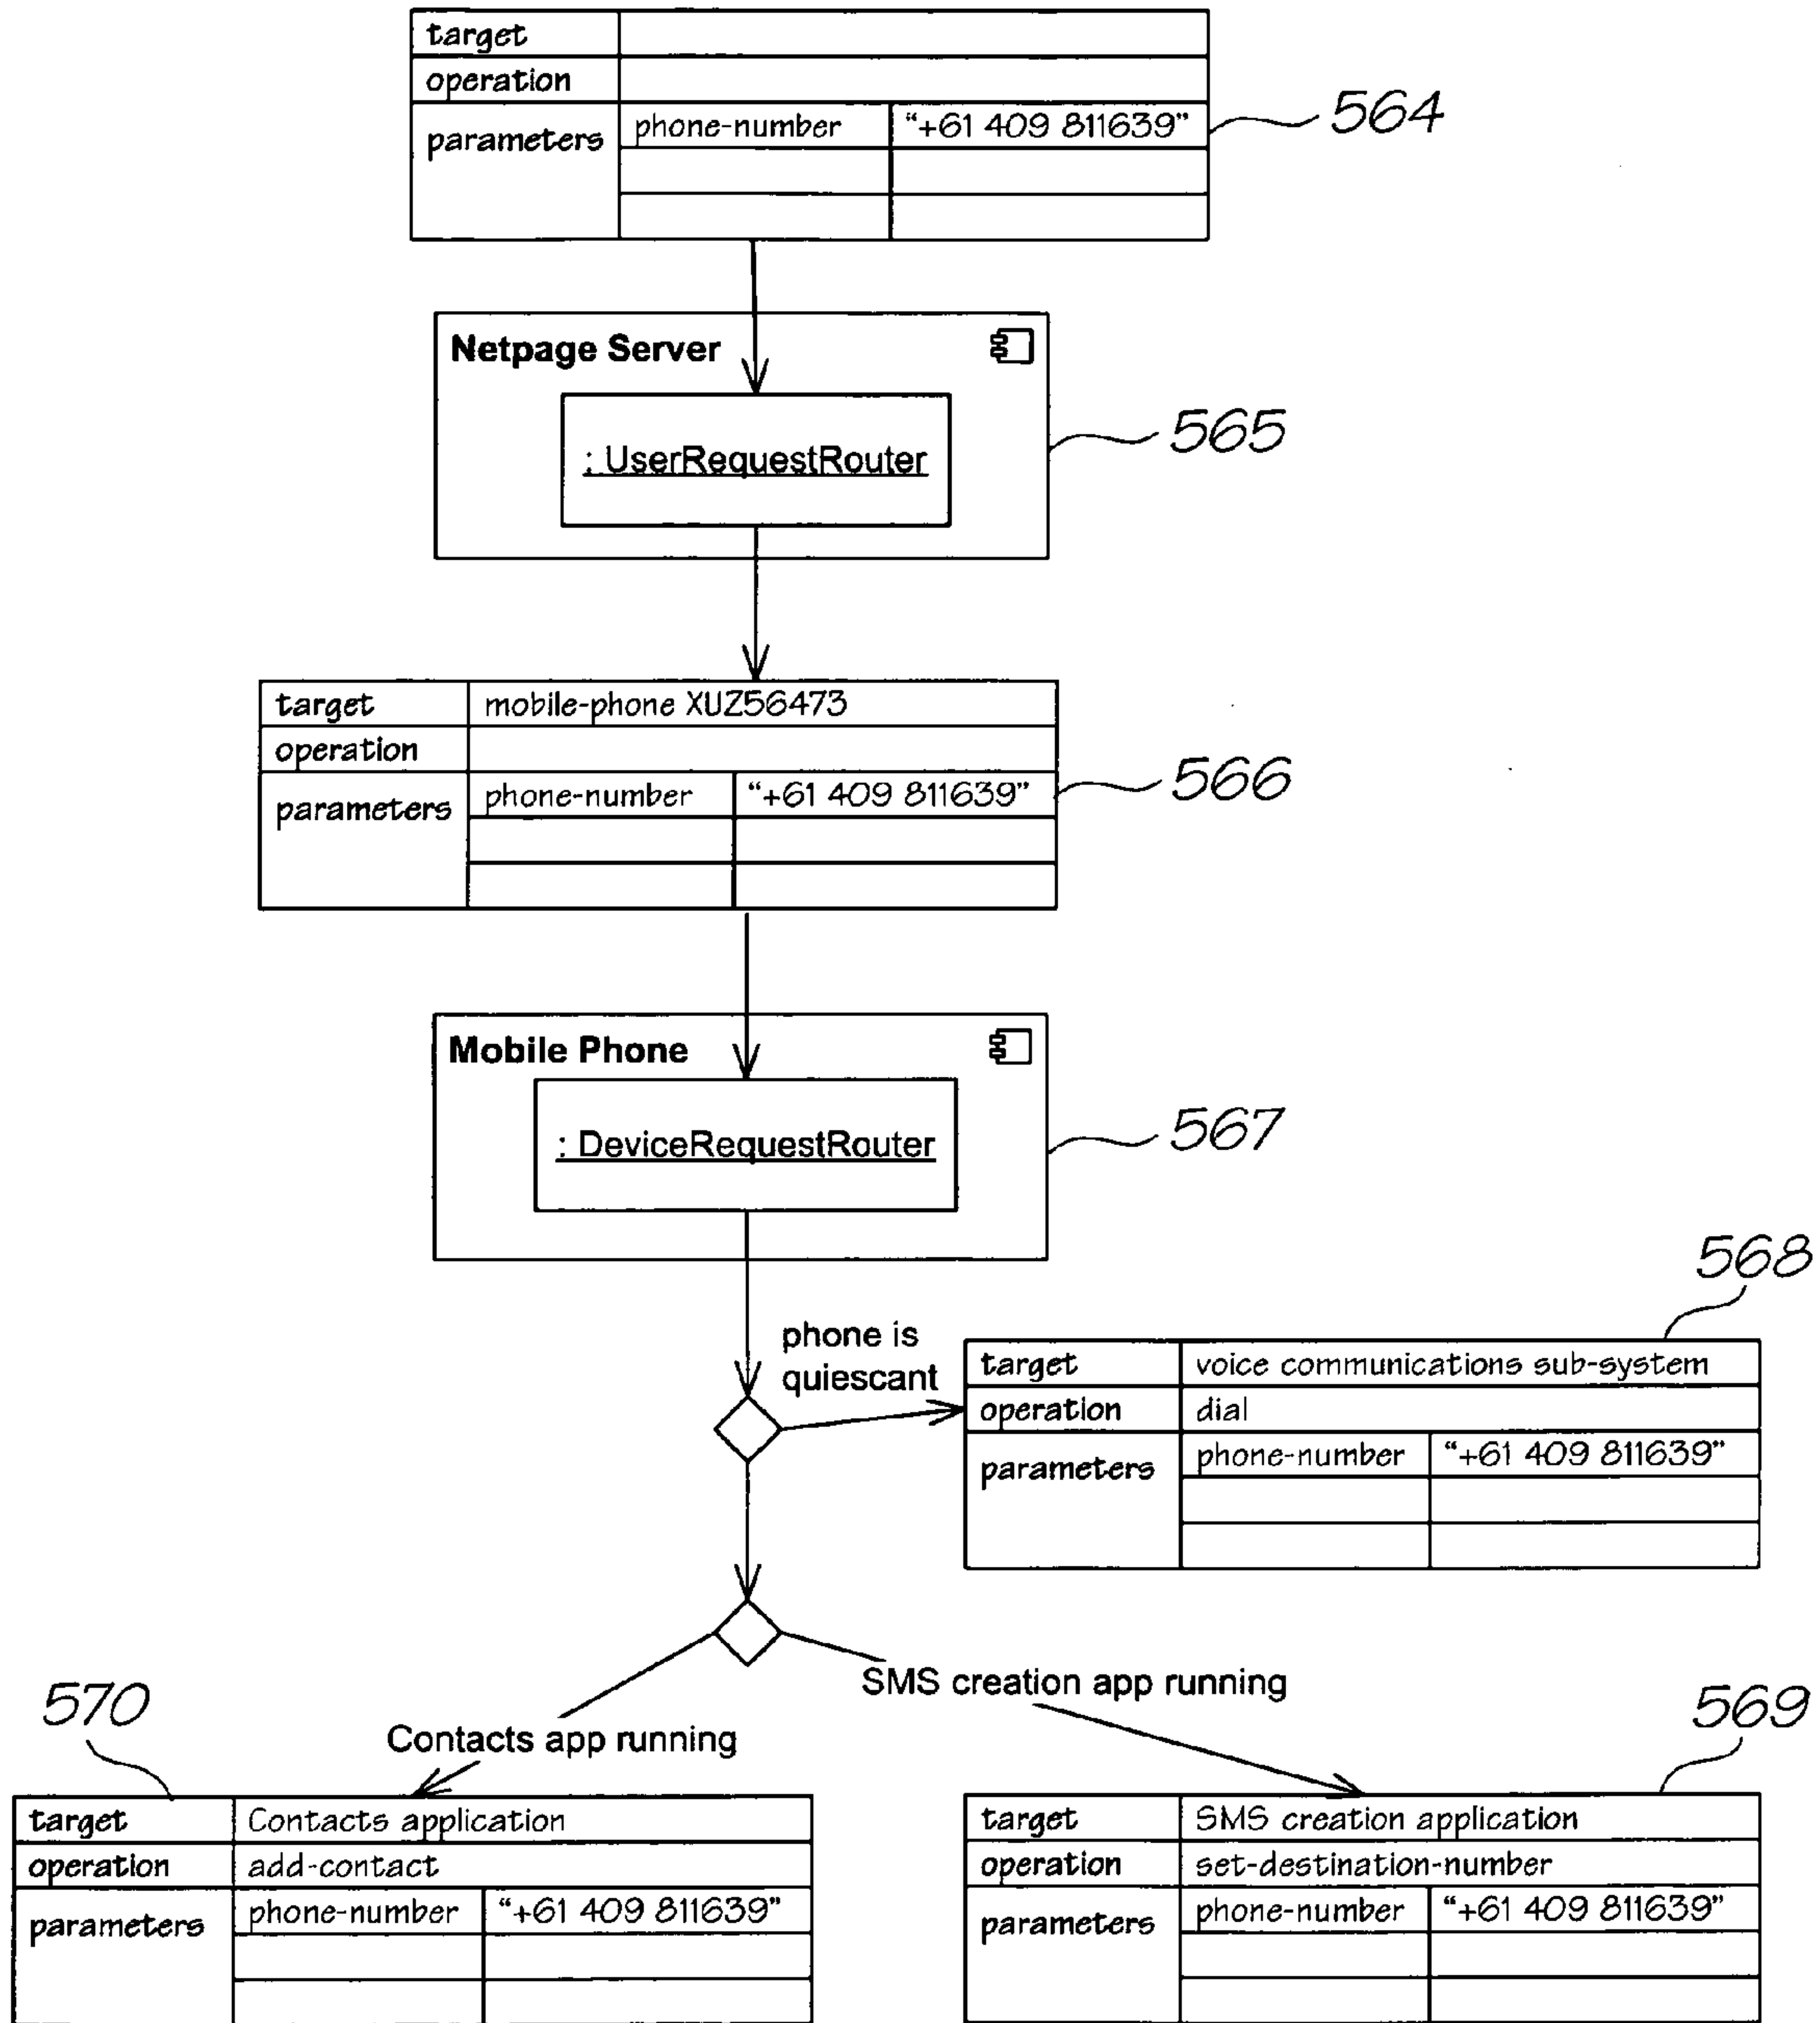 target
operation
parameters phone-number "+61 409 811639"
564
Netpage Server
: UserRequestRouter
565
target mobile-phone XUZ56473
operation
parameters phone-number "+61 409 811639"
566
Mobile Phone
: DeviceRequestRouter
567
568
phone is
quiescant
target voice communications sub-system
operation dial
parameters phone-number "+61 409 811639"
SMS creation app running
Contacts app running
570
target Contacts application
operation add-contact
parameters phone-number "+61 409 811639"
569
target SMS creation application
operation set-destination-number
parameters phone-number "+61 409 811639"